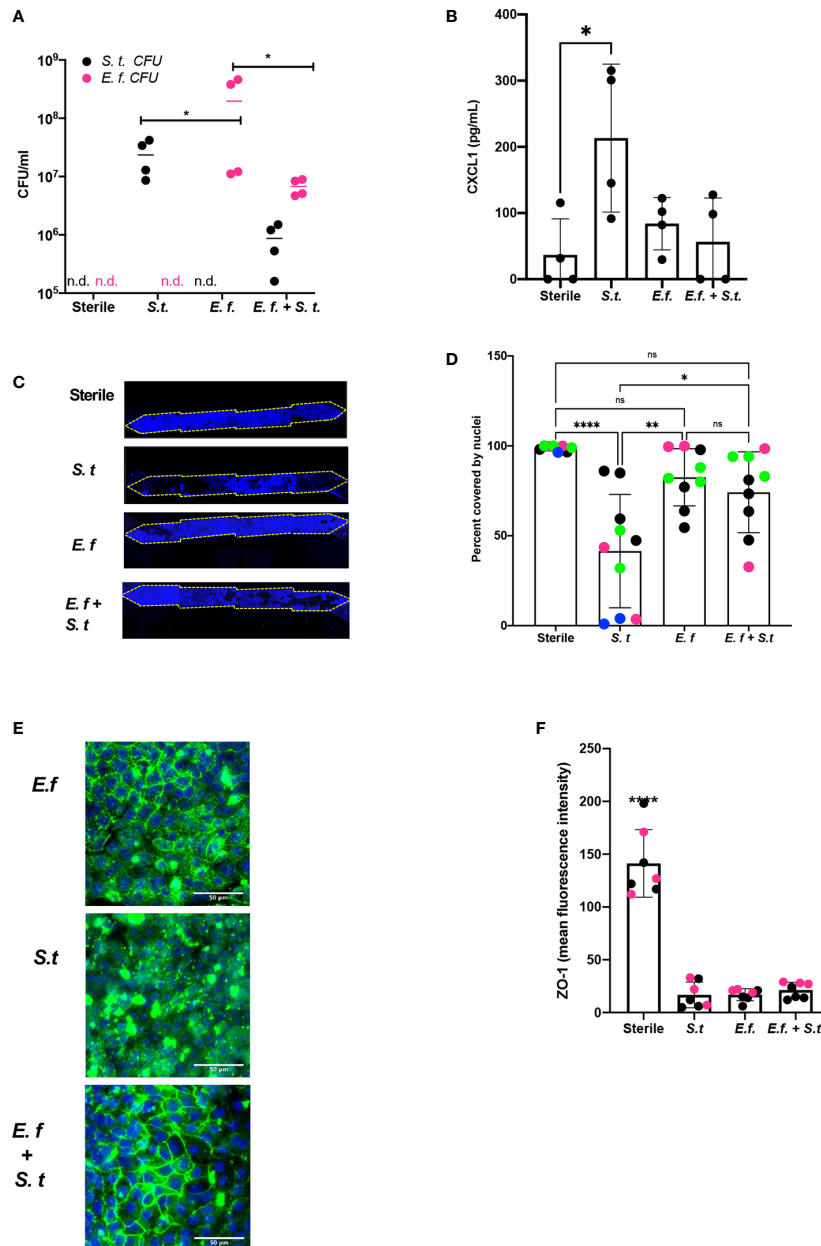 A
S. t. CFU
E. f. CFU
CFU/ml
10⁹
10⁸
10⁷
10⁶
10⁵
*
*
n.d. n.d. n.d. n.d.
Sterile S.t. E. f. E. f. + S. t.
B
CXCL1 (pg/mL)
400
300
200
100
0
*
Sterile S.t. E.f. E.f. + S.t.
C
Sterile
S. t
E. f
E. f +
S. t
D
Percent covered by nuclei
150
100
50
0
ns
*
ns
**** ** ns
Sterile S. t E. f E. f + S.t
E
E.f
50 µm
S.t
50 µm
E. f
+
S. t
50 µm
F
ZO-1 (mean fluorescence intensity)
250
200
150
100
50
0
****
Sterile S.t E.f. E.f. + S.t